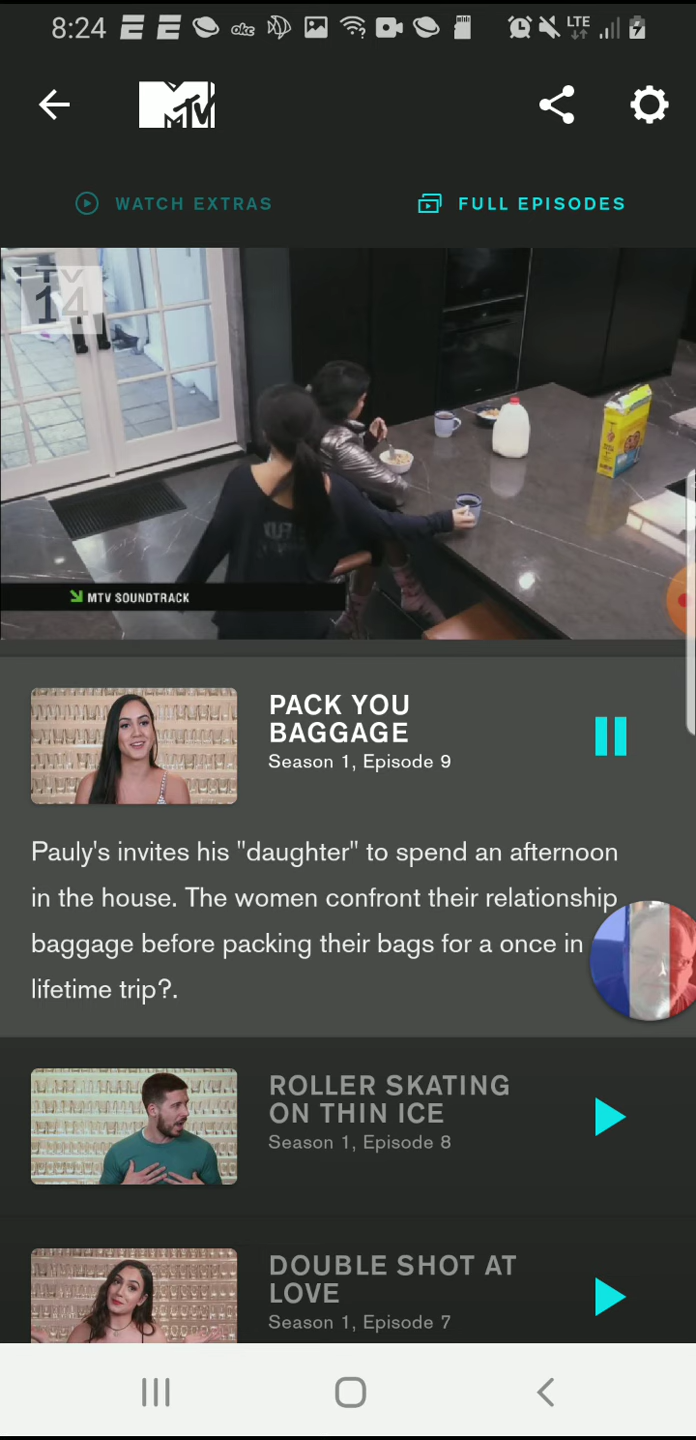 8:24
okc
LTE
MTV
WATCH EXTRAS
FULL EPISODES
TV
14
MTV SOUNDTRACK
PACK YOU
BAGGAGE
Season 1, Episode 9
Pauly's invites his "daughter" to spend an afternoon
in the house. The women confront their relationship
baggage before packing their bags for a once in
lifetime trip?.
ROLLER SKATING
ON THIN ICE
Season 1, Episode 8
DOUBLE SHOT AT
LOVE
Season 1, Episode 7